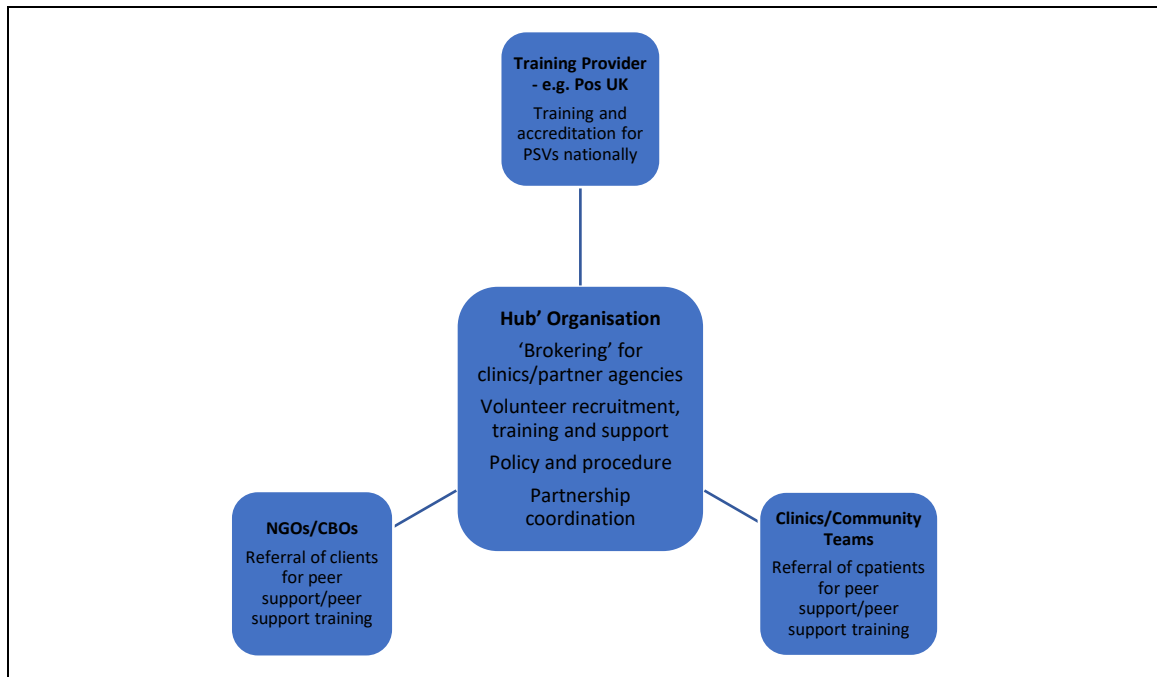 Training Provider
- e.g. Pos UK
Training and
accreditation for
PSVs nationally
Hub’ Organisation
‘Brokering’ for
clinics/partner agencies
Volunteer recruitment,
training and support
Policy and procedure
Partnership
coordination
NGOs/CBOs
Referral of clients
for peer
support/peer
support training
Clinics/Community
Teams
Referral of cpatients
for peer
support/peer
support training